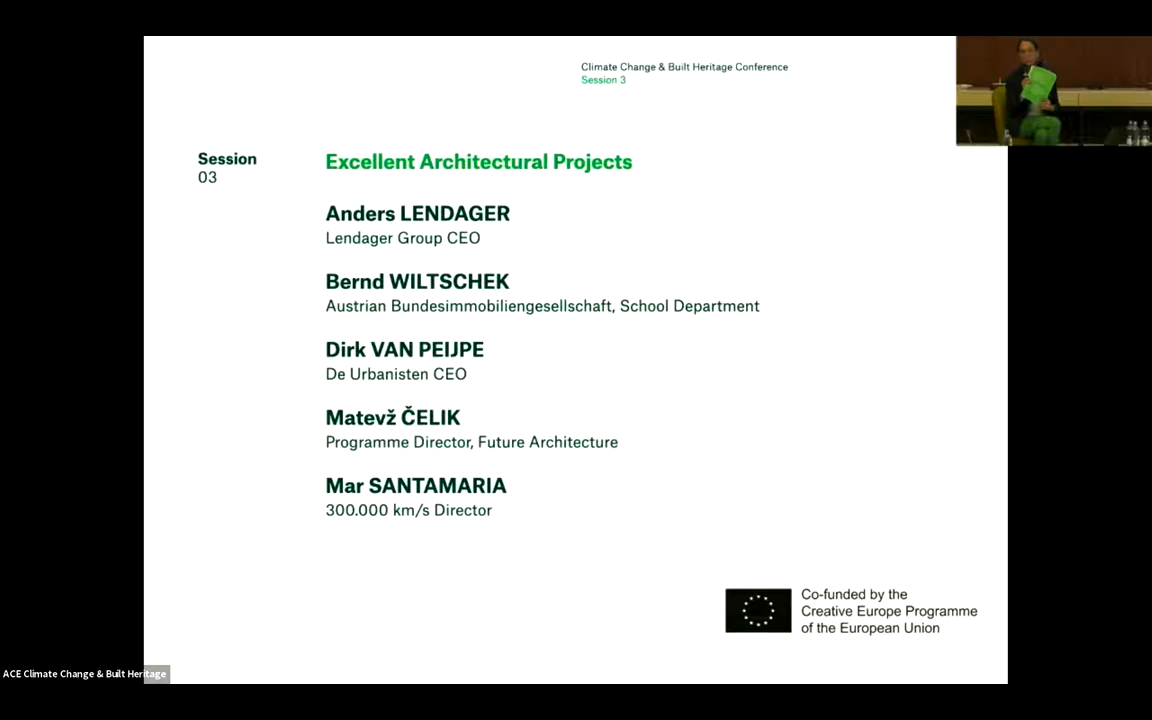 Climate Change & Built Heritage Conference
Session 3
Session
03
Excellent Architectural Projects
Anders LENDAGER
Lendager Group CEO
Bernd WILTSCHEK
Austrian Bundesimmobiliengesellschaft, School Department
Dirk VAN PEIJPE
De Urbanisten CEO
Matevž ČELIK
Programme Director, Future Architecture
Mar SANTAMARIA
300.000 km/s Director
Co-funded by the
Creative Europe Programme
of the European Union
ACE Climate Change & Built Heritage